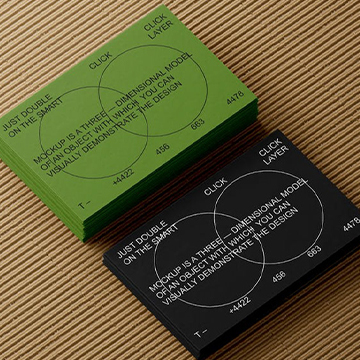 JUST DOUBLE
ON THE SMART
CLICK
CLICK
LAYER
MOCKUP IS A THREE — DIMENSIONAL MODEL
OF AN OBJECT WITH WHICH YOU CAN
VISUALLY DEMONSTRATE THE DESIGN
T —
+4422
456
663
4476
JUST DOUBLE
ON THE SMART
CLICK
CLICK
LAYER
MOCKUP IS A THREE — DIMENSIONAL MODEL
OF AN OBJECT WITH WHICH YOU CAN
VISUALLY DEMONSTRATE THE DESIGN
T —
+4422
456
663
4476